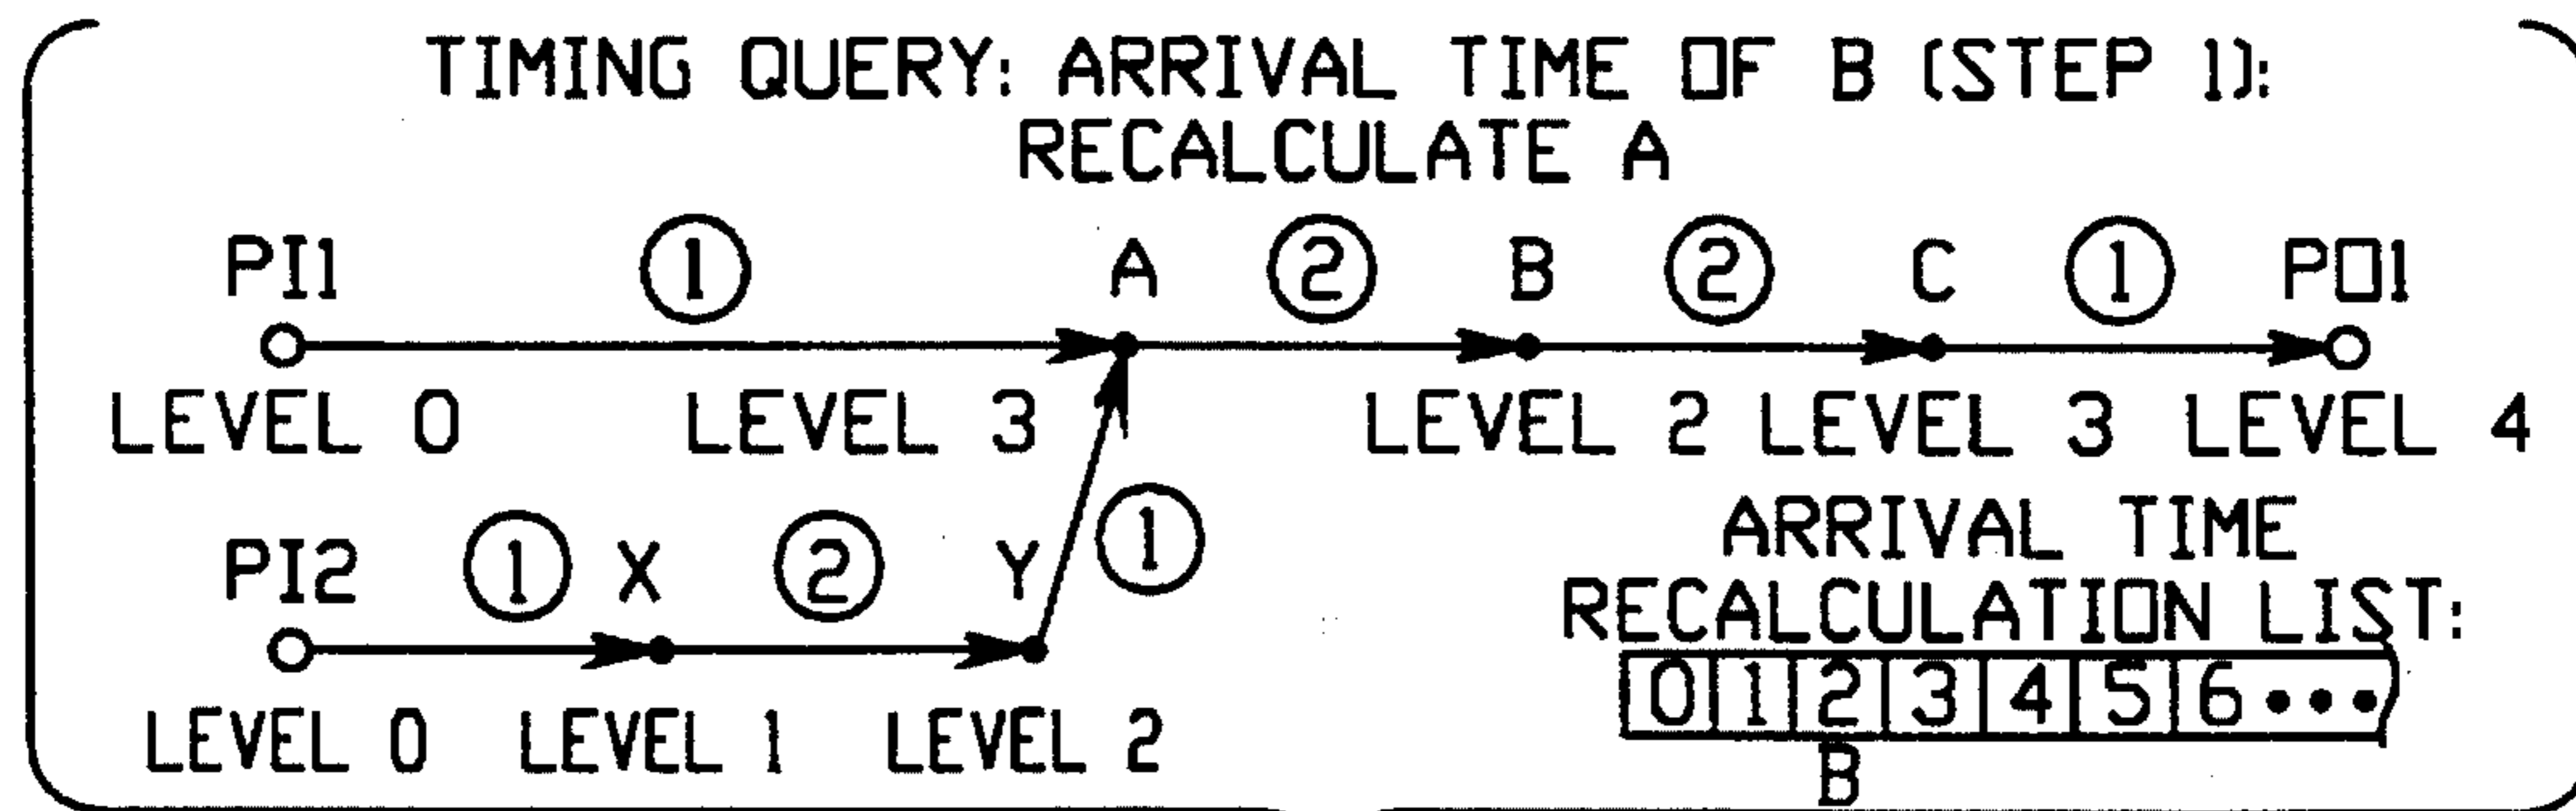 TIMING QUERY: ARRIVAL TIME OF B (STEP 1):
RECALCULATE A
PI1 1 A 2 B 2 C 1 PO1
LEVEL 0 LEVEL 3 LEVEL 2 LEVEL 3 LEVEL 4
PI2 1 X 2 Y 1
LEVEL 0 LEVEL 1 LEVEL 2
ARRIVAL TIME
RECALCULATION LIST:
0 1 2 3 4 5 6 •••
B